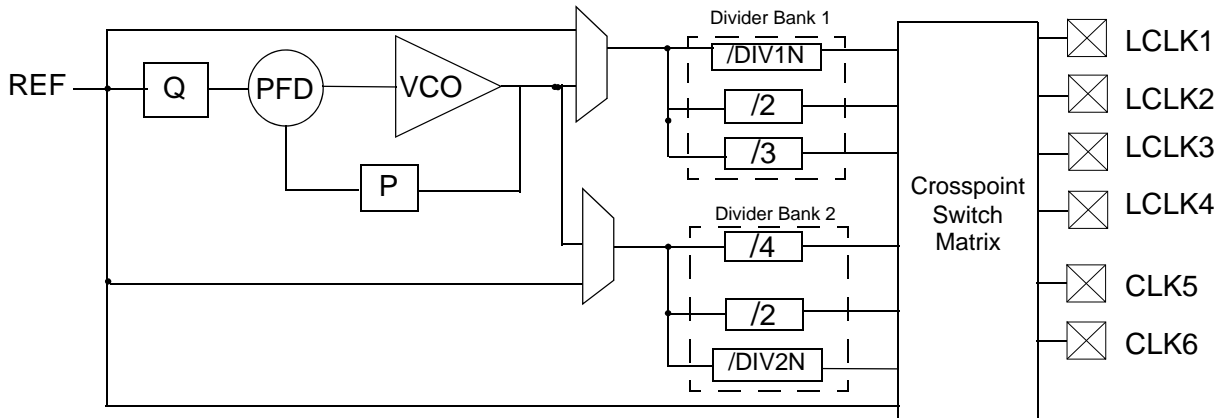 Divider Bank 1
/DIV1N
/2
/3
REF
Q
PFD
VCO
P
Divider Bank 2
/4
/2
/DIV2N
Crosspoint
Switch
Matrix
LCLK1
LCLK2
LCLK3
LCLK4
CLK5
CLK6